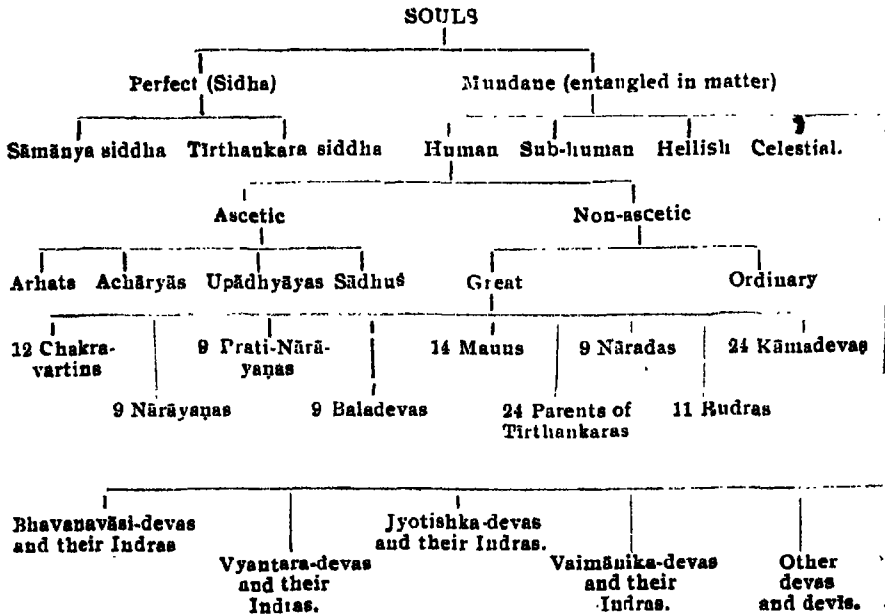 SOULS
Perfect (Sidha) Mundane (entangled in matter)
Sāmānya siddha Tīrthankara siddha Human Sub-human Hellish Celestial.
Ascetic Non-ascetic
Arhats Achāryās Upādhyāyas Sādhus Great Ordinary
12 Chakra- 9 Prati-Nārā- 14 Manus 9 Nāradas 24 Kāmadevas
vartins yaṇas
9 Nārāyaṇas 9 Baladevas 24 Parents of 11 Rudras
Tīrthankaras
Bhavanavāsi-devas Jyotishka-devas
and their Indras and their Indras.
Vyantara-devas Vaimānika-devas Other
and their and their devas
Indras. Indras. and devis.